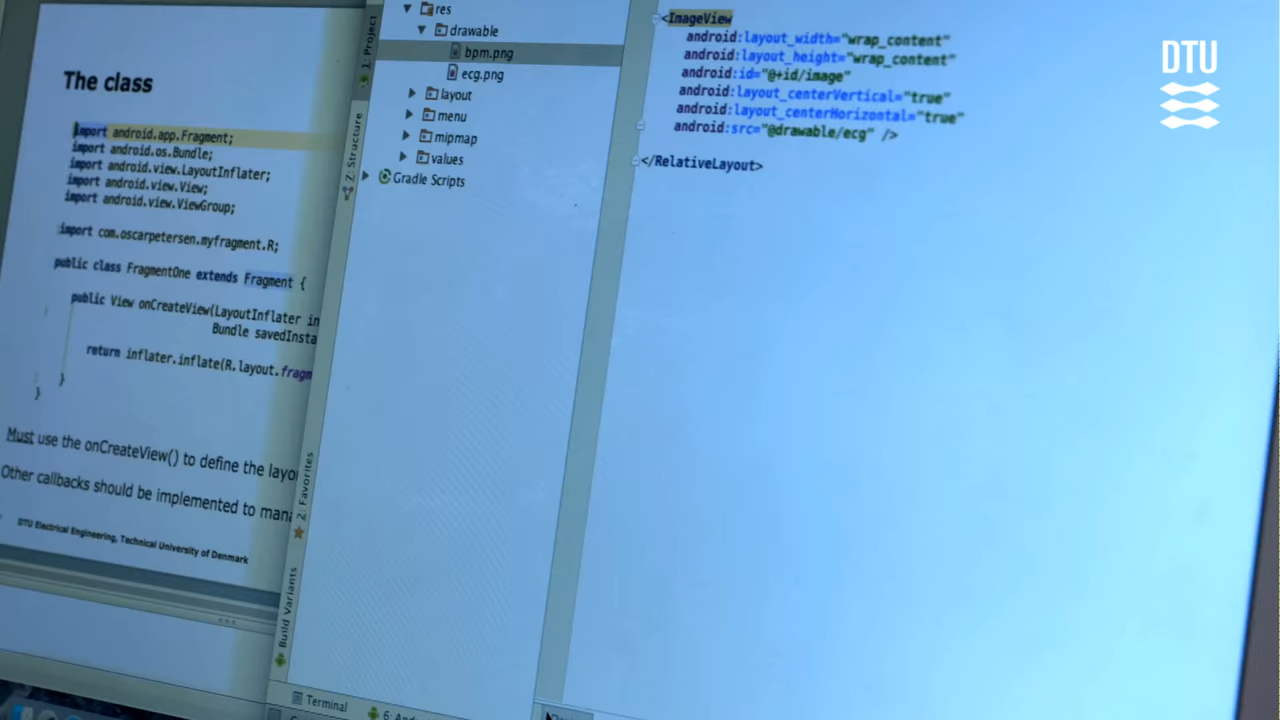 The class
import android.app.Fragment;
import android.os.Bundle;
import android.view.LayoutInflater;
import android.view.View;
import android.view.ViewGroup;
import com.oscarpetersen.myfragment.R;
public class FragmentOne extends Fragment {
public View onCreateView(LayoutInflater in
Bundle savedInsta
return inflater.inflate(R.layout.fragm
}
}
Must use the onCreateView() to define the layo
Other callbacks should be implemented to mana
DTU Electrical Engineering, Technical University of Denmark
1: Project
Z: Structure
2: Favorites
Build Variants
res
drawable
bpm.png
ecg.png
layout
menu
mipmap
values
Gradle Scripts
Terminal
<ImageView
android:layout_width="wrap_content"
android:layout_height="wrap_content"
android:id="@+id/image"
android:layout_centerVertical="true"
android:layout_centerHorizontal="true"
android:src="@drawable/ecg" />
</RelativeLayout>
DTU